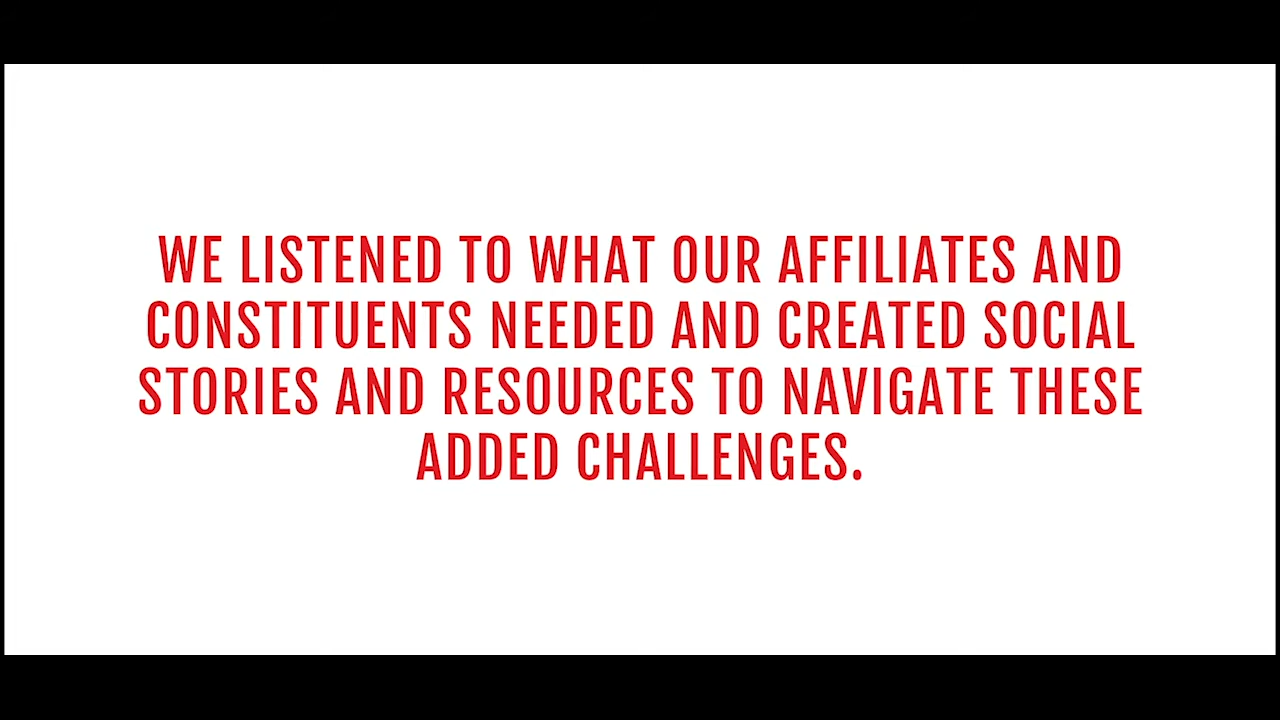 WE LISTENED TO WHAT OUR AFFILIATES AND
CONSTITUENTS NEEDED AND CREATED SOCIAL
STORIES AND RESOURCES TO NAVIGATE THESE
ADDED CHALLENGES.